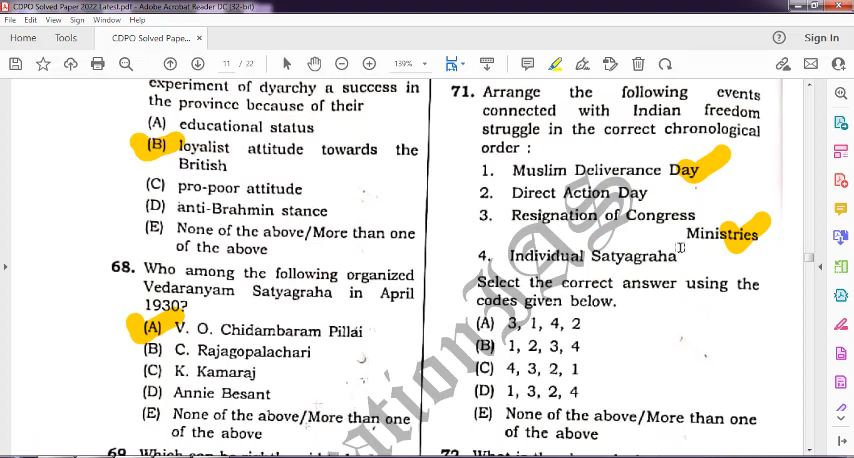 CDPO Solved Paper 2022 Latest.pdf - Adobe Acrobat Reader DC (32-bit)
File Edit View Sign Window Help
Home Tools CDPO Solved Pape... × Sign In
11 / 22 139%
experiment of dyarchy a success in
the province because of their
(A) educational status
(B) loyalist attitude towards the
British
(C) pro-poor attitude
(D) anti-Brahmin stance
(E) None of the above/More than one
of the above
68. Who among the following organized
Vedaranyam Satyagraha in April
1930?
(A) V. O. Chidambaram Pillai
(B) C. Rajagopalachari
(C) K. Kamaraj
(D) Annie Besant
(E) None of the above/More than one
of the above
71. Arrange the following events
connected with Indian freedom
struggle in the correct chronological
order :
1. Muslim Deliverance Day
2. Direct Action Day
3. Resignation of Congress
Ministries
4. Individual Satyagraha
Select the correct answer using the
codes given below.
(A) 3, 1, 4, 2
(B) 1, 2, 3, 4
(C) 4, 3, 2, 1
(D) 1, 3, 2, 4
(E) None of the above/More than one
of the above